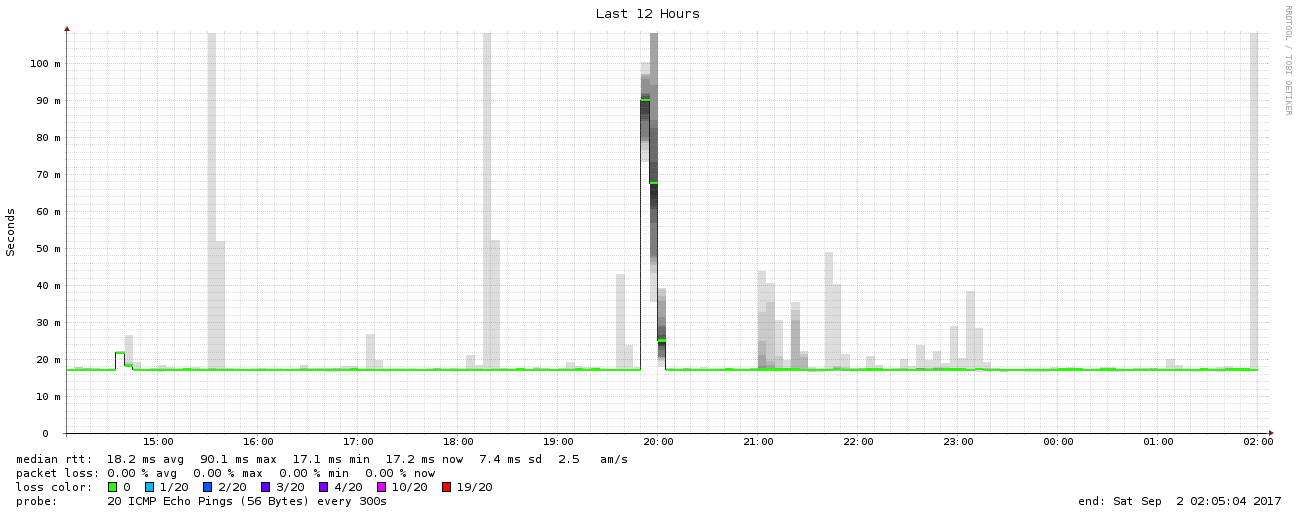 Last 12 Hours
RRDTOOL / TOBI OETIKER
Seconds
100 m
90 m
80 m
70 m
60 m
50 m
40 m
30 m
20 m
10 m
0
15:00 16:00 17:00 18:00 19:00 20:00 21:00 22:00 23:00 00:00 01:00 02:00
median rtt: 18.2 ms avg 90.1 ms max 17.1 ms min 17.2 ms now 7.4 ms sd 2.5 am/s
packet loss: 0.00 % avg 0.00 % max 0.00 % min 0.00 % now
loss color: 0 1/20 2/20 3/20 4/20 10/20 19/20
probe: 20 ICMP Echo Pings (56 Bytes) every 300s end: Sat Sep 2 02:05:04 2017